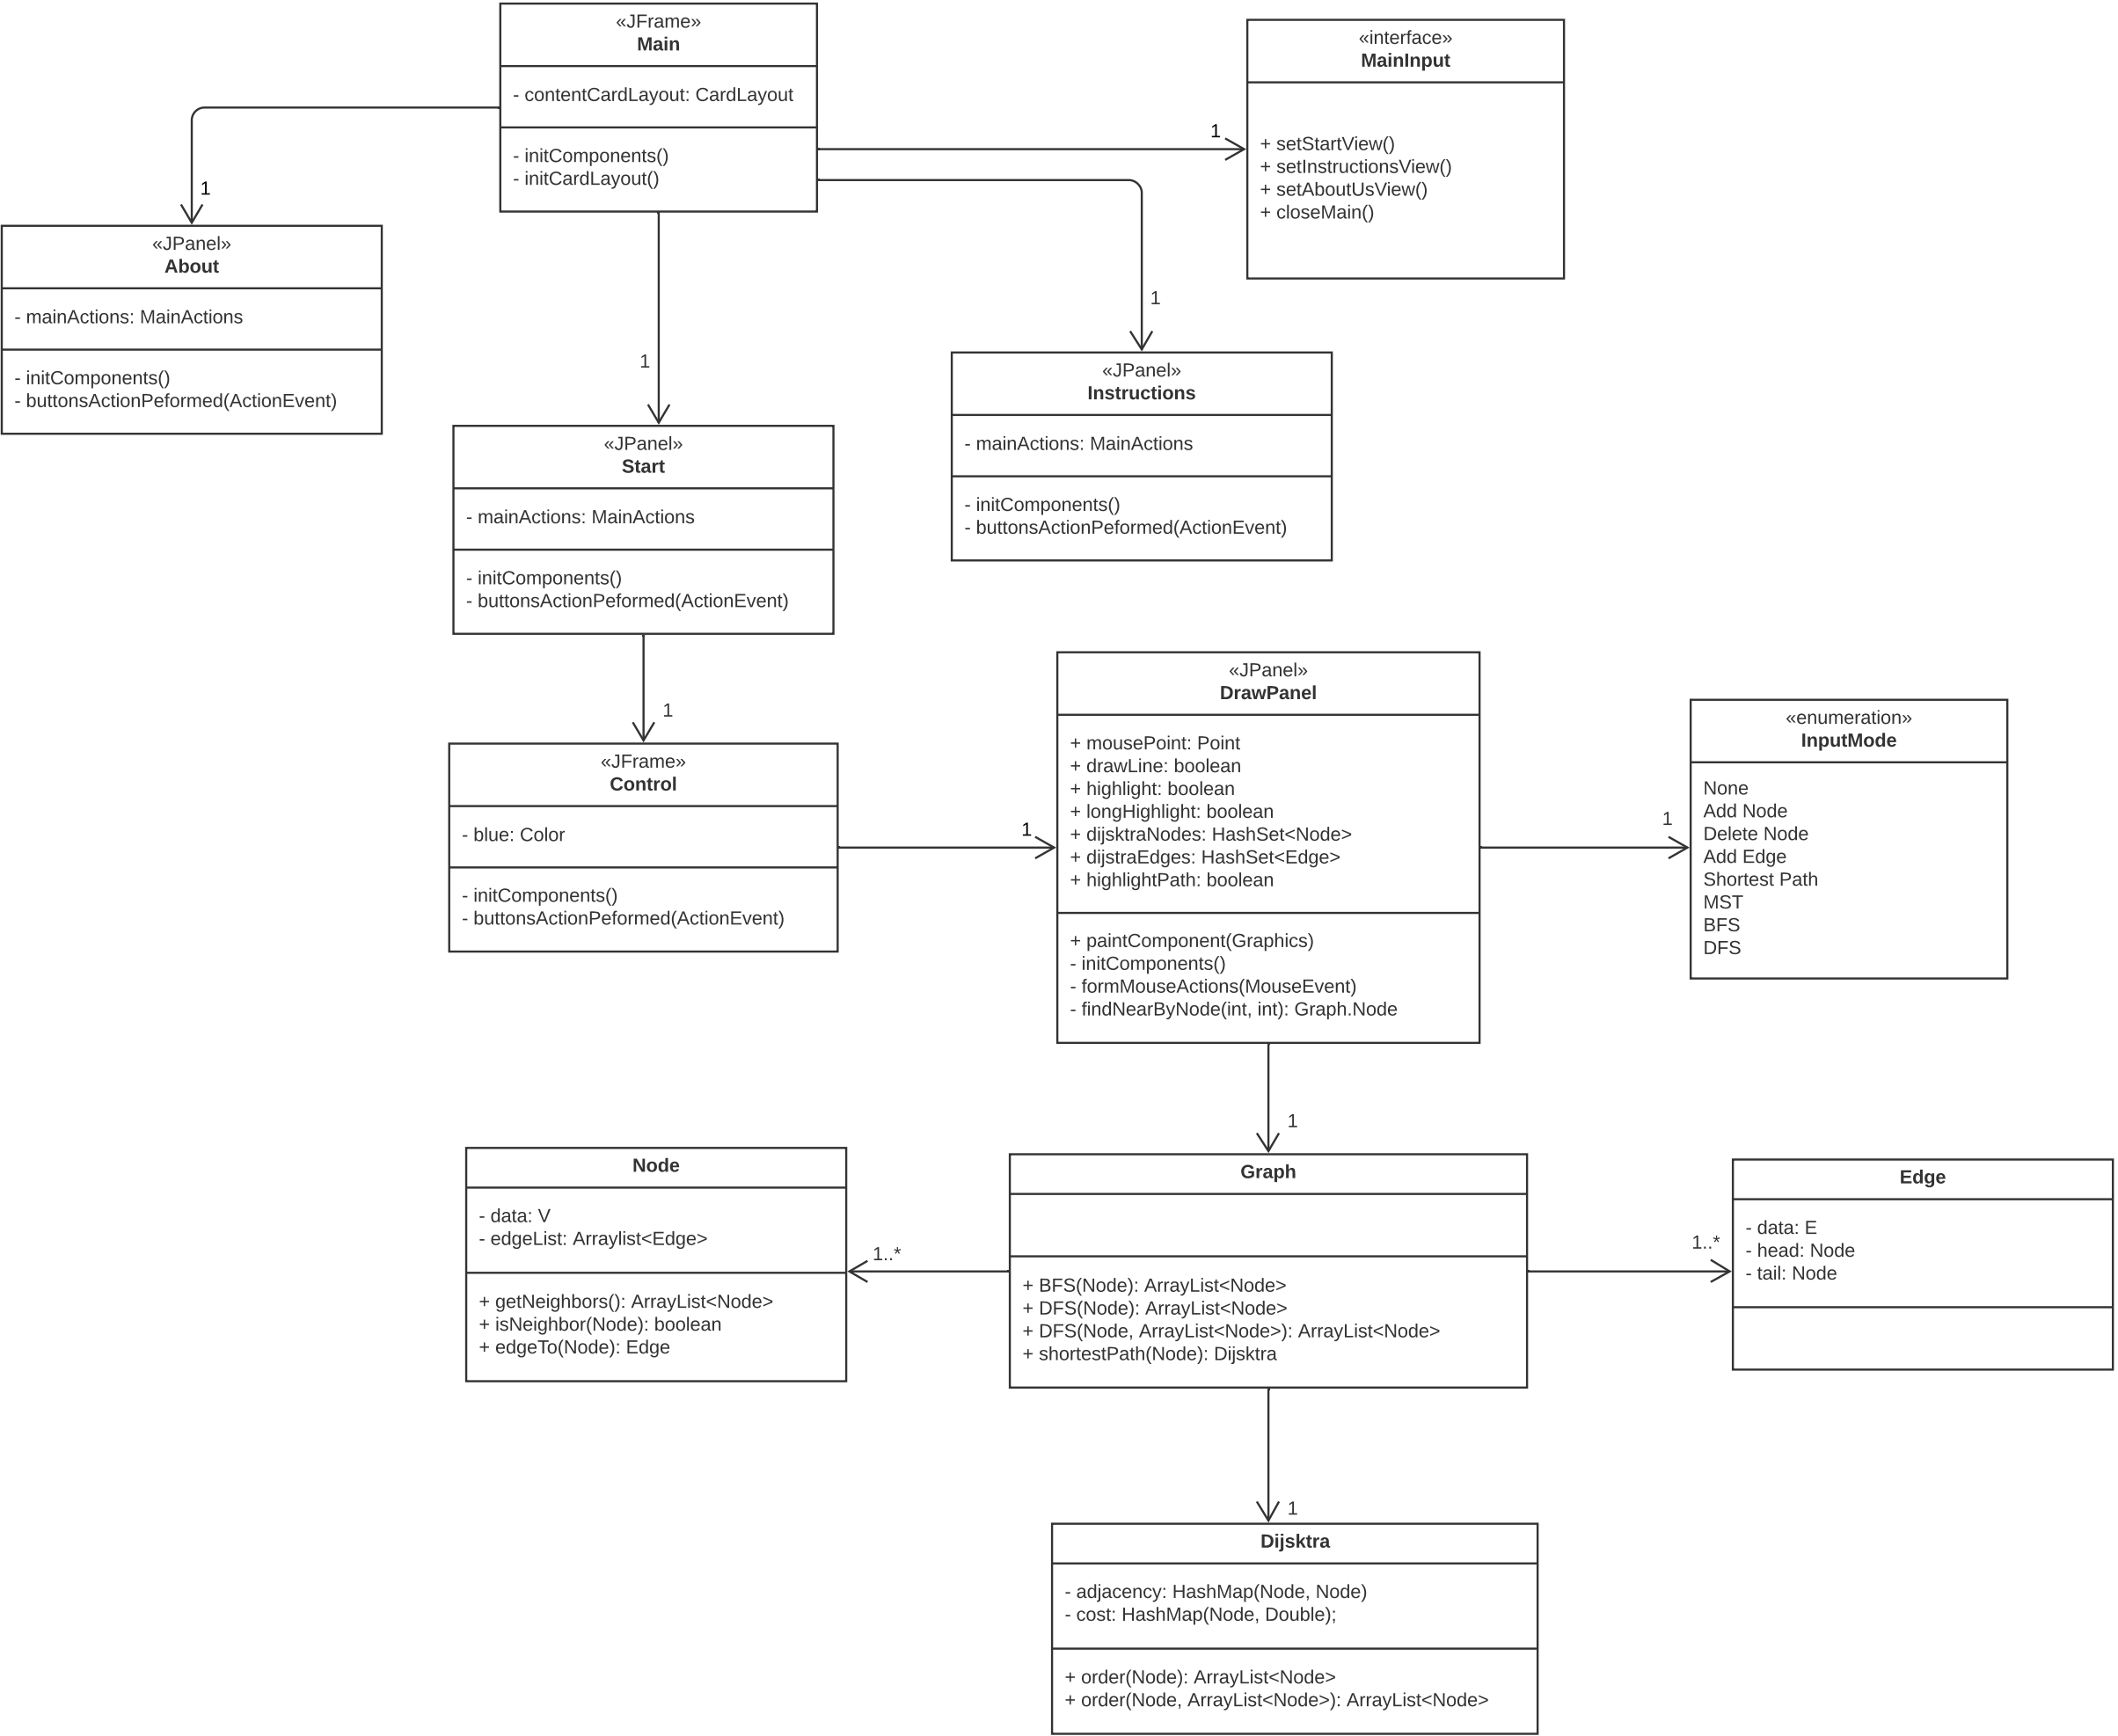 «JFrame»
Main
- contentCardLayout: CardLayout
- initComponents()
- initCardLayout()
«interface»
MainInput
+ setStartView()
+ setInstructionsView()
+ setAboutUsView()
+ closeMain()
1
1
1
1
«JPanel»
About
- mainActions: MainActions
- initComponents()
- buttonsActionPeformed(ActionEvent)
«JPanel»
Instructions
- mainActions: MainActions
- initComponents()
- buttonsActionPeformed(ActionEvent)
«JPanel»
Start
- mainActions: MainActions
- initComponents()
- buttonsActionPeformed(ActionEvent)
1
«JFrame»
Control
- blue: Color
- initComponents()
- buttonsActionPeformed(ActionEvent)
1
«JPanel»
DrawPanel
+ mousePoint: Point
+ drawLine: boolean
+ highlight: boolean
+ longHighlight: boolean
+ dijsktraNodes: HashSet<Node>
+ dijstraEdges: HashSet<Edge>
+ highlightPath: boolean
+ paintComponent(Graphics)
- initComponents()
- formMouseActions(MouseEvent)
- findNearByNode(int, int): Graph.Node
1
«enumeration»
InputMode
None
Add Node
Delete Node
Add Edge
Shortest Path
MST
BFS
DFS
1
Node
- data: V
- edgeList: Arraylist<Edge>
+ getNeighbors(): ArrayList<Node>
+ isNeighbor(Node): boolean
+ edgeTo(Node): Edge
1..*
Graph
+ BFS(Node): ArrayList<Node>
+ DFS(Node): ArrayList<Node>
+ DFS(Node, ArrayList<Node>): ArrayList<Node>
+ shortestPath(Node): Dijsktra
1..*
Edge
- data: E
- head: Node
- tail: Node
1
Dijsktra
- adjacency: HashMap(Node, Node)
- cost: HashMap(Node, Double);
+ order(Node): ArrayList<Node>
+ order(Node, ArrayList<Node>): ArrayList<Node>